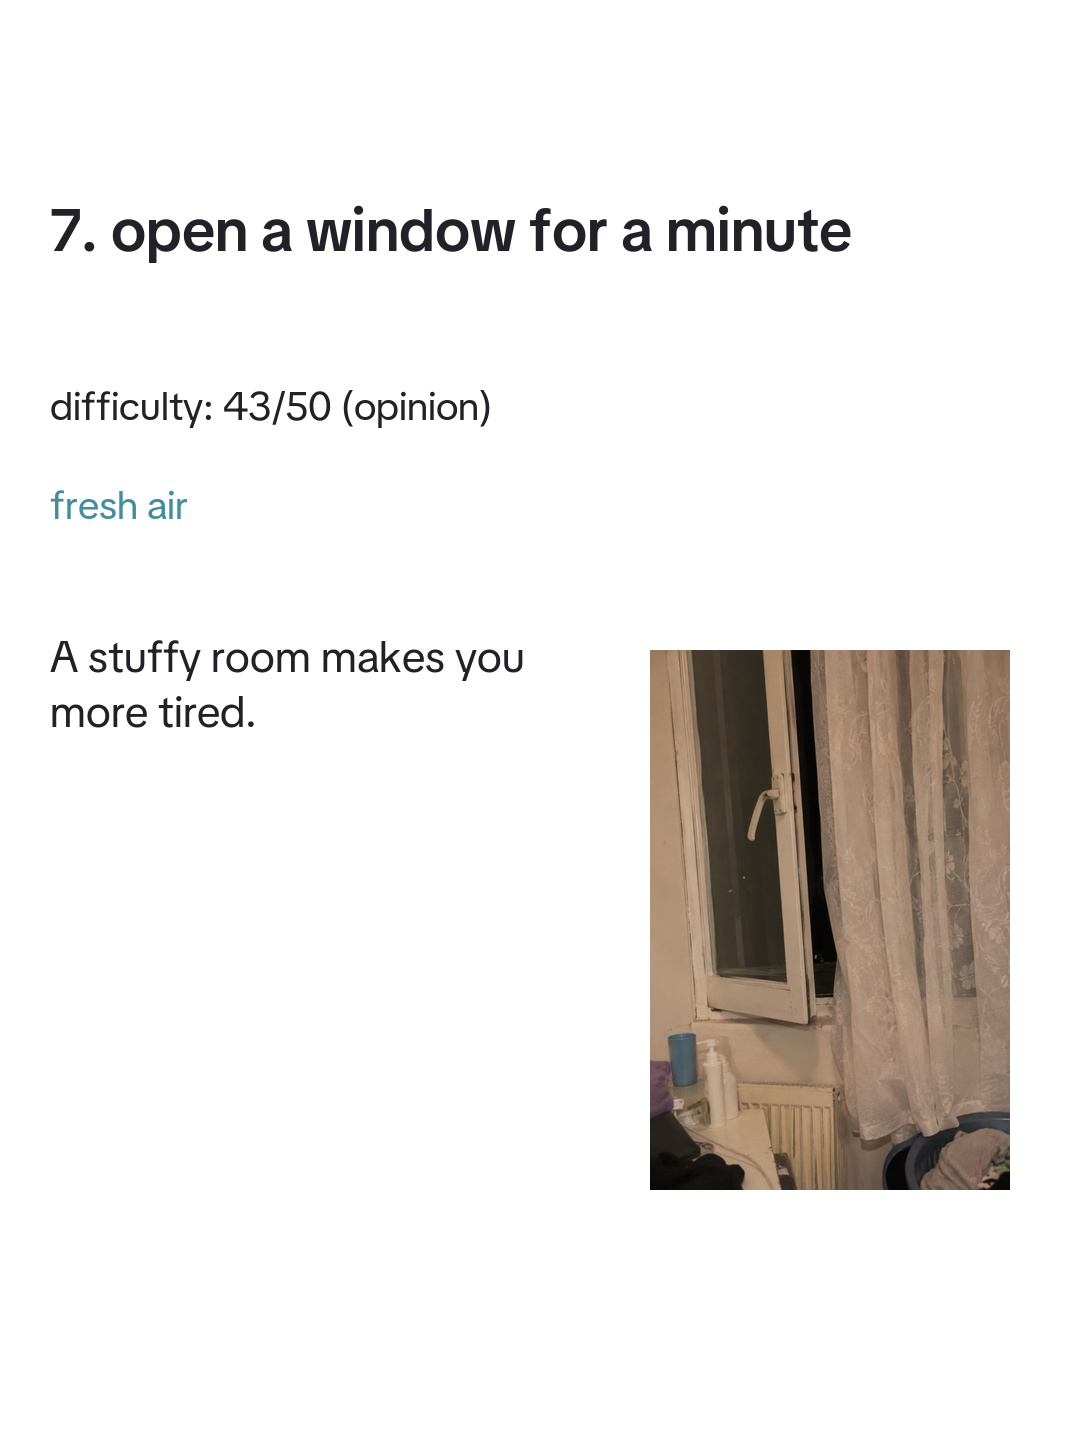 7. open a window for a minute
difficulty: 43/50 (opinion)
fresh air
A stuffy room makes you
more tired.